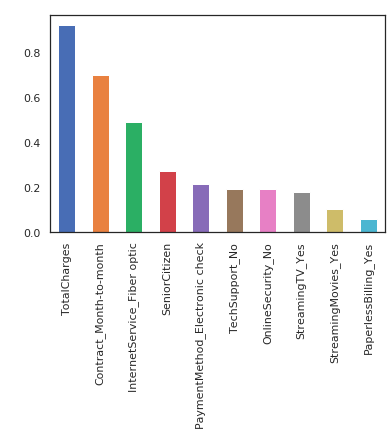 0.8
0.6
0.4
0.2
0.0
TotalCharges
Contract_Month-to-month
InternetService_Fiber optic
SeniorCitizen
PaymentMethod_Electronic check
TechSupport_No
OnlineSecurity_No
StreamingTV_Yes
StreamingMovies_Yes
PaperlessBilling_Yes